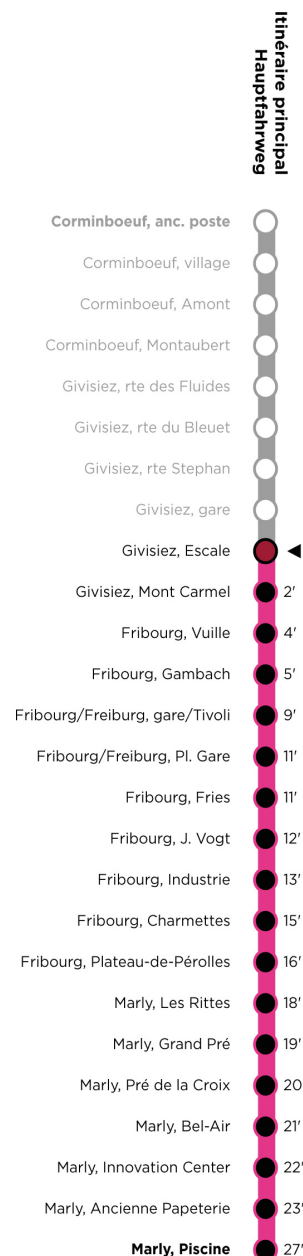 Itinéraire principal
Hauptfahrweg
Corminboeuf, anc. poste
Corminboeuf, village
Corminboeuf, Amont
Corminboeuf, Montaubert
Givisiez, rte des Fluides
Givisiez, rte du Bleuet
Givisiez, rte Stephan
Givisiez, gare
Givisiez, Escale
Givisiez, Mont Carmel 2'
Fribourg, Vuille 4'
Fribourg, Gambach 5'
Fribourg/Freiburg, gare/Tivoli 9'
Fribourg/Freiburg, Pl. Gare 11'
Fribourg, Fries 11'
Fribourg, J. Vogt 12'
Fribourg, Industrie 13'
Fribourg, Charmettes 15'
Fribourg, Plateau-de-Pérolles 16'
Marly, Les Rittes 18'
Marly, Grand Pré 19'
Marly, Pré de la Croix 20
Marly, Bel-Air 21'
Marly, Innovation Center 22'
Marly, Ancienne Papeterie 23'
Marly, Piscine 27'